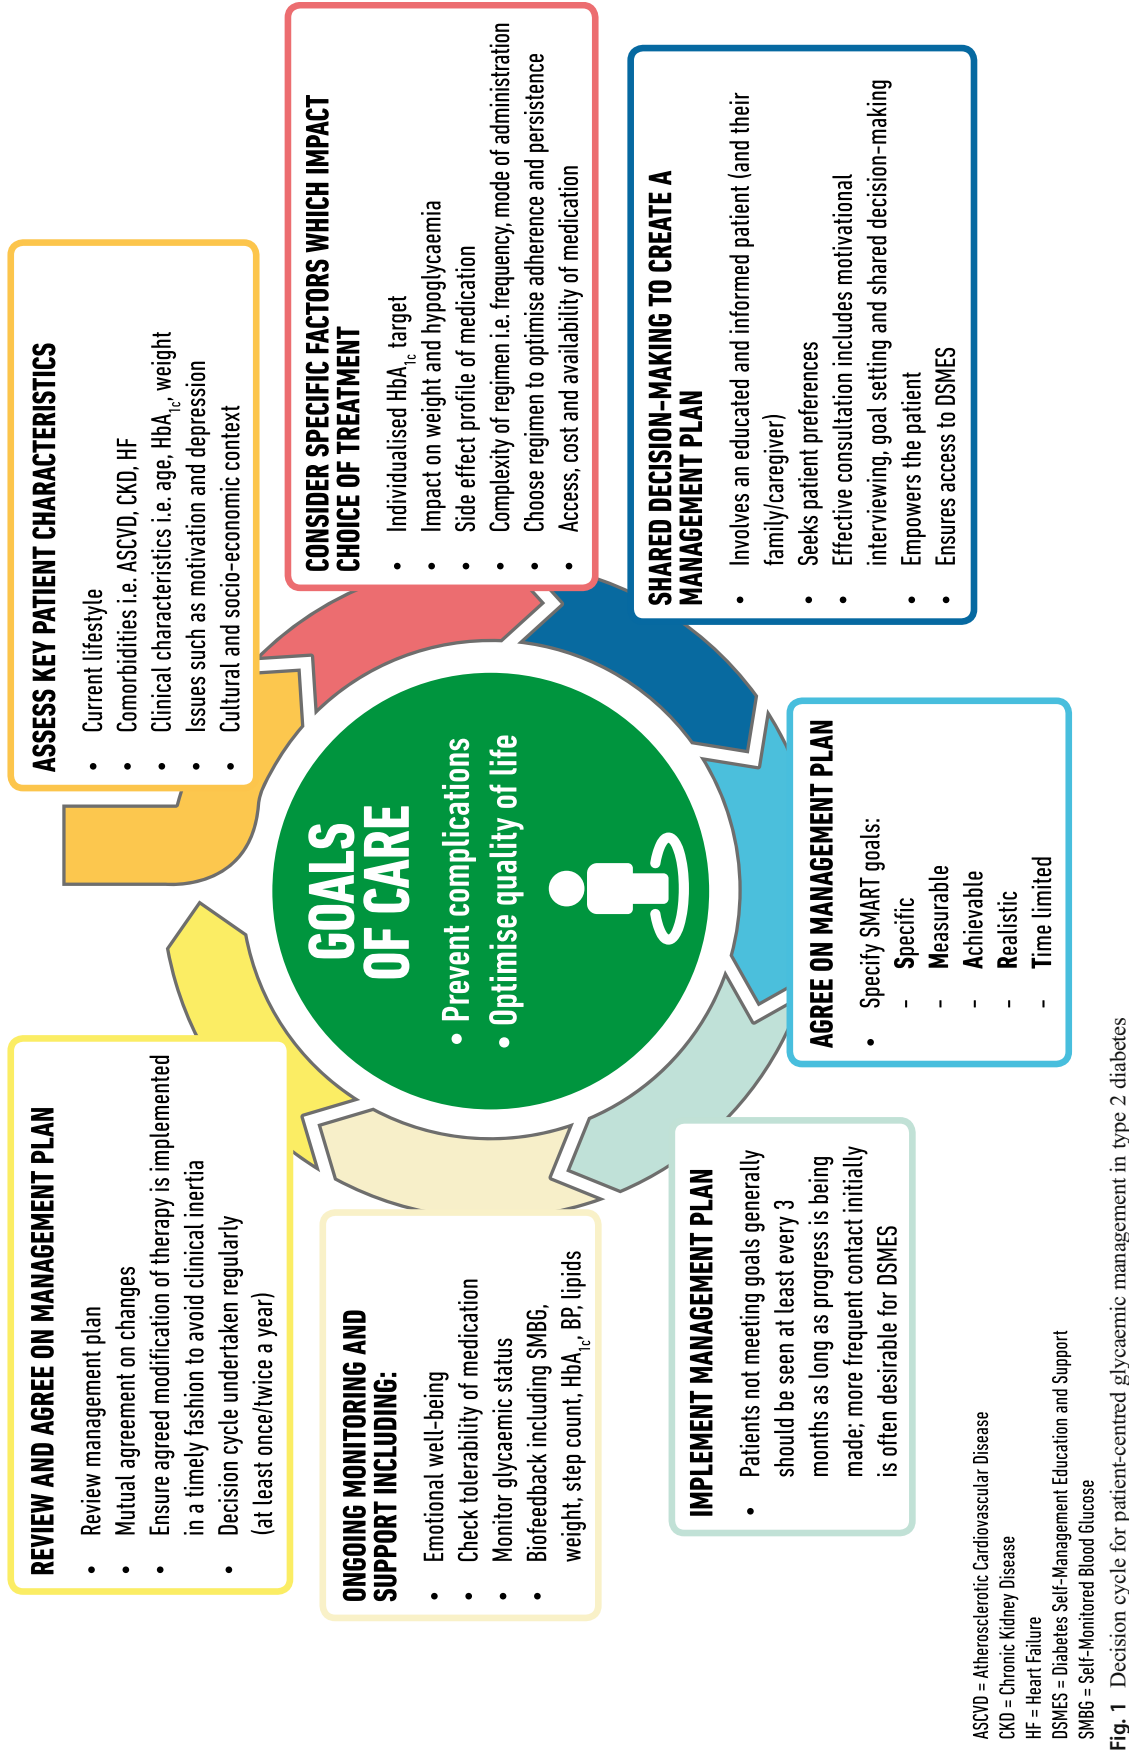 REVIEW AND AGREE ON MANAGEMENT PLAN
• Review management plan
• Mutual agreement on changes
• Ensure agreed modification of therapy is implemented
in a timely fashion to avoid clinical inertia
• Decision cycle undertaken regularly
(at least once/twice a year)
ASSESS KEY PATIENT CHARACTERISTICS
• Current lifestyle
• Comorbidities i.e. ASCVD, CKD, HF
• Clinical characteristics i.e. age, HbA1c, weight
• Issues such as motivation and depression
• Cultural and socio-economic context
ONGOING MONITORING AND
SUPPORT INCLUDING:
• Emotional well-being
• Check tolerability of medication
• Monitor glycaemic status
• Biofeedback including SMBG,
weight, step count, HbA1c, BP, lipids
GOALS
OF CARE
• Prevent complications
• Optimise quality of life
CONSIDER SPECIFIC FACTORS WHICH IMPACT
CHOICE OF TREATMENT
• Individualised HbA1c target
• Impact on weight and hypoglycaemia
• Side effect profile of medication
• Complexity of regimen i.e. frequency, mode of administration
• Choose regimen to optimise adherence and persistence
• Access, cost and availability of medication
IMPLEMENT MANAGEMENT PLAN
• Patients not meeting goals generally
should be seen at least every 3
months as long as progress is being
made; more frequent contact initially
is often desirable for DSMES
AGREE ON MANAGEMENT PLAN
• Specify SMART goals:
- Specific
- Measurable
- Achievable
- Realistic
- Time limited
SHARED DECISION-MAKING TO CREATE A
MANAGEMENT PLAN
• Involves an educated and informed patient (and their
family/caregiver)
• Seeks patient preferences
• Effective consultation includes motivational
interviewing, goal setting and shared decision-making
• Empowers the patient
• Ensures access to DSMES
ASCVD = Atherosclerotic Cardiovascular Disease
CKD = Chronic Kidney Disease
HF = Heart Failure
DSMES = Diabetes Self-Management Education and Support
SMBG = Self-Monitored Blood Glucose
Fig. 1 Decision cycle for patient-centred glycaemic management in type 2 diabetes